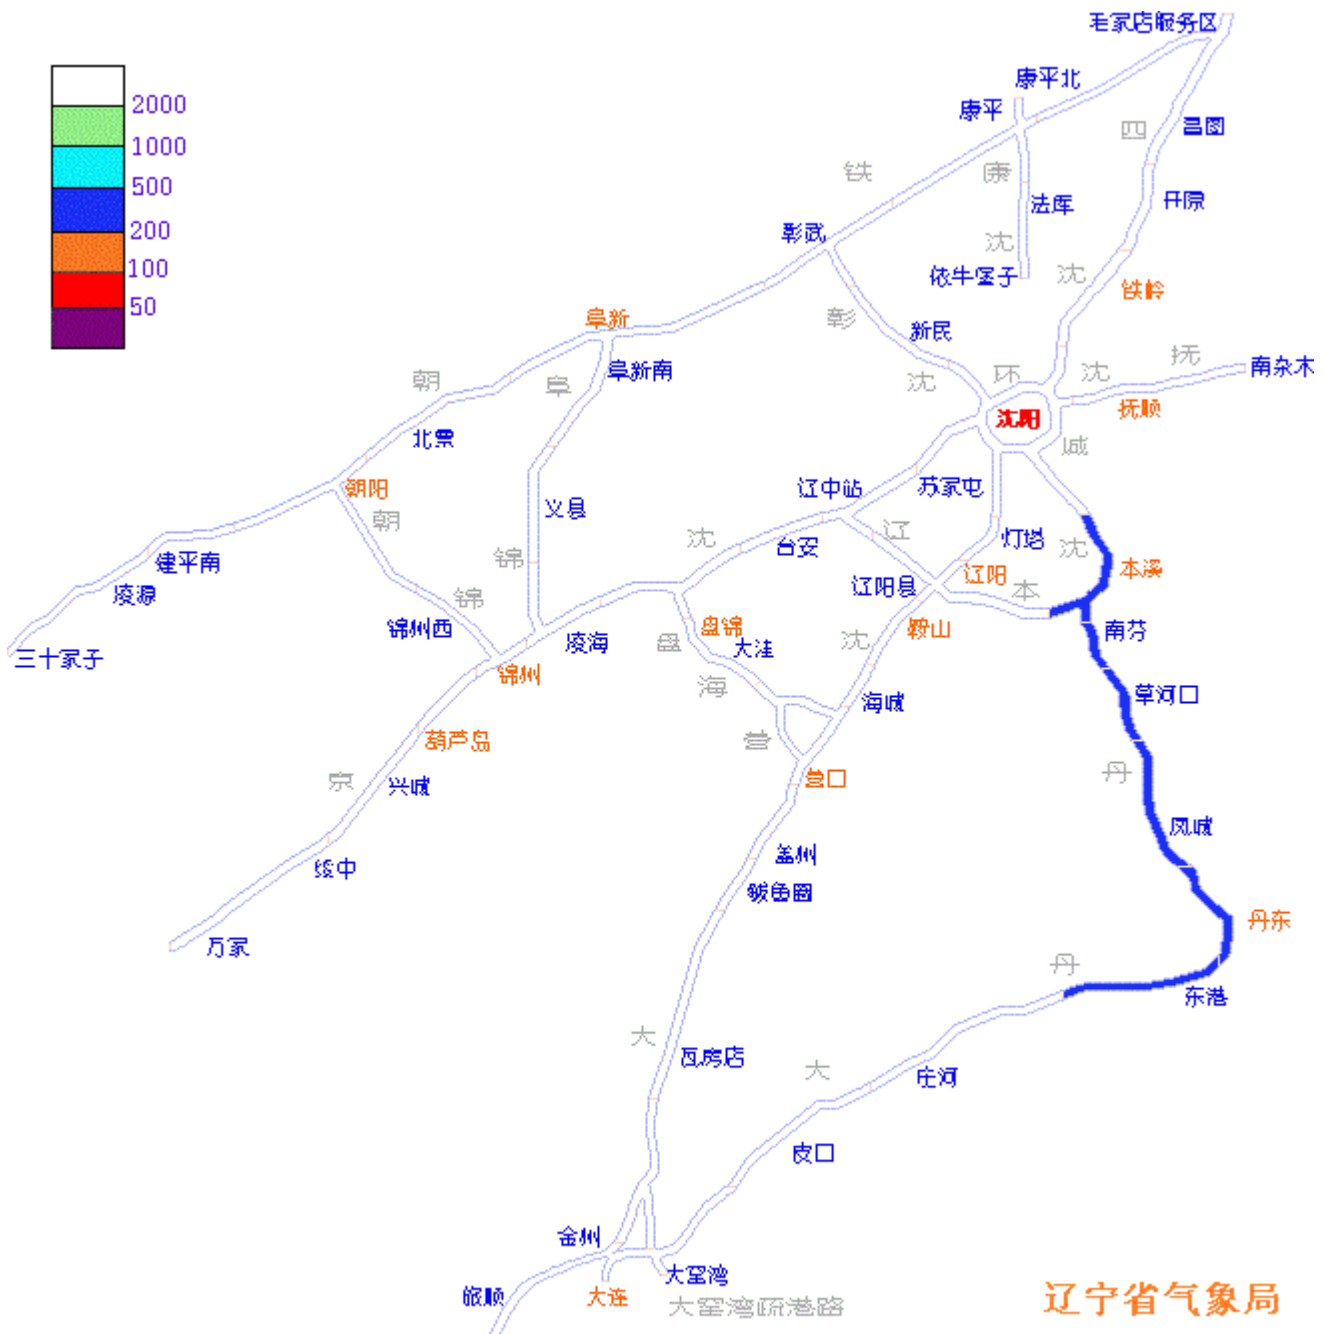 毛家店服务区
2000
1000
500
200
100
50
康平北
康平
四
昌图
铁
康
法库
开原
彰武
沈
依牛堡子
沈
铁岭
阜新
彰
新民
抚
阜新南
朝
阜
沈
环
沈
南杂木
抚顺
沈阳
北票
城
朝阳
辽中站
苏家屯
义县
朝
沈
台安
辽
灯塔
沈
锦
建平南
辽阳
本溪
凌源
锦
辽阳县
本
锦州西
凌海
盘
盘锦
大洼
沈
鞍山
南芬
三十家子
锦州
海
海城
草河口
葫芦岛
营
京
兴城
营口
丹
凤城
绥中
盖州
鲅鱼圈
万家
丹东
丹
东港
大
瓦房店
大
庄河
皮口
金州
大窑湾
旅顺
大连
大窑湾疏港路
辽宁省气象局